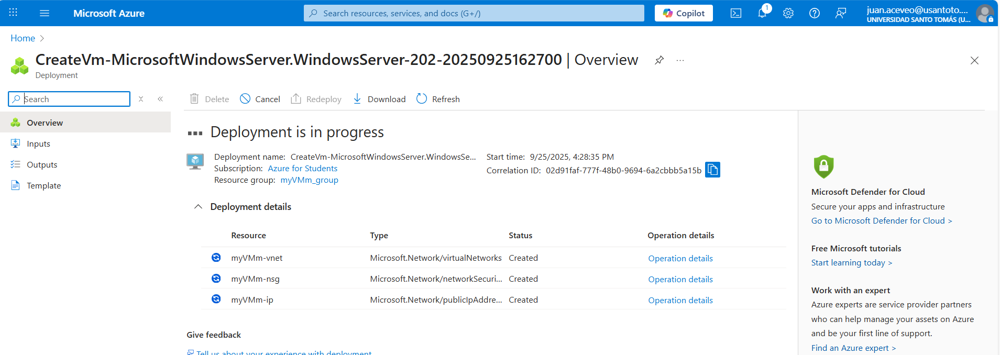 Microsoft Azure
Search resources, services, and docs (G+/)
Copilot
1
juan.aceveo@usantoto....
UNIVERSIDAD SANTO TOMÁS (U...
Home
CreateVm-MicrosoftWindowsServer.WindowsServer-202-20250925162700 | Overview
Deployment
Search
Delete
Cancel
Redeploy
Download
Refresh
Overview
Inputs
Outputs
Template
Deployment is in progress
Deployment name: CreateVm-MicrosoftWindowsServer.WindowsSe...
Subscription: Azure for Students
Resource group: myVMm_group
Start time: 9/25/2025, 4:28:35 PM
Correlation ID: 02d91faf-777f-48b0-9694-6a2cbbb5a15b
Deployment details
Resource Type Status Operation details
myVMm-vnet Microsoft.Network/virtualNetworks Created Operation details
myVMm-nsg Microsoft.Network/networkSecuri... Created Operation details
myVMm-ip Microsoft.Network/publicIpAddre... Created Operation details
Give feedback
Tell us about your experience with deployment
Microsoft Defender for Cloud
Secure your apps and infrastructure
Go to Microsoft Defender for Cloud >
Free Microsoft tutorials
Start learning today >
Work with an expert
Azure experts are service provider partners
who can help manage your assets on Azure
and be your first line of support.
Find an Azure expert >